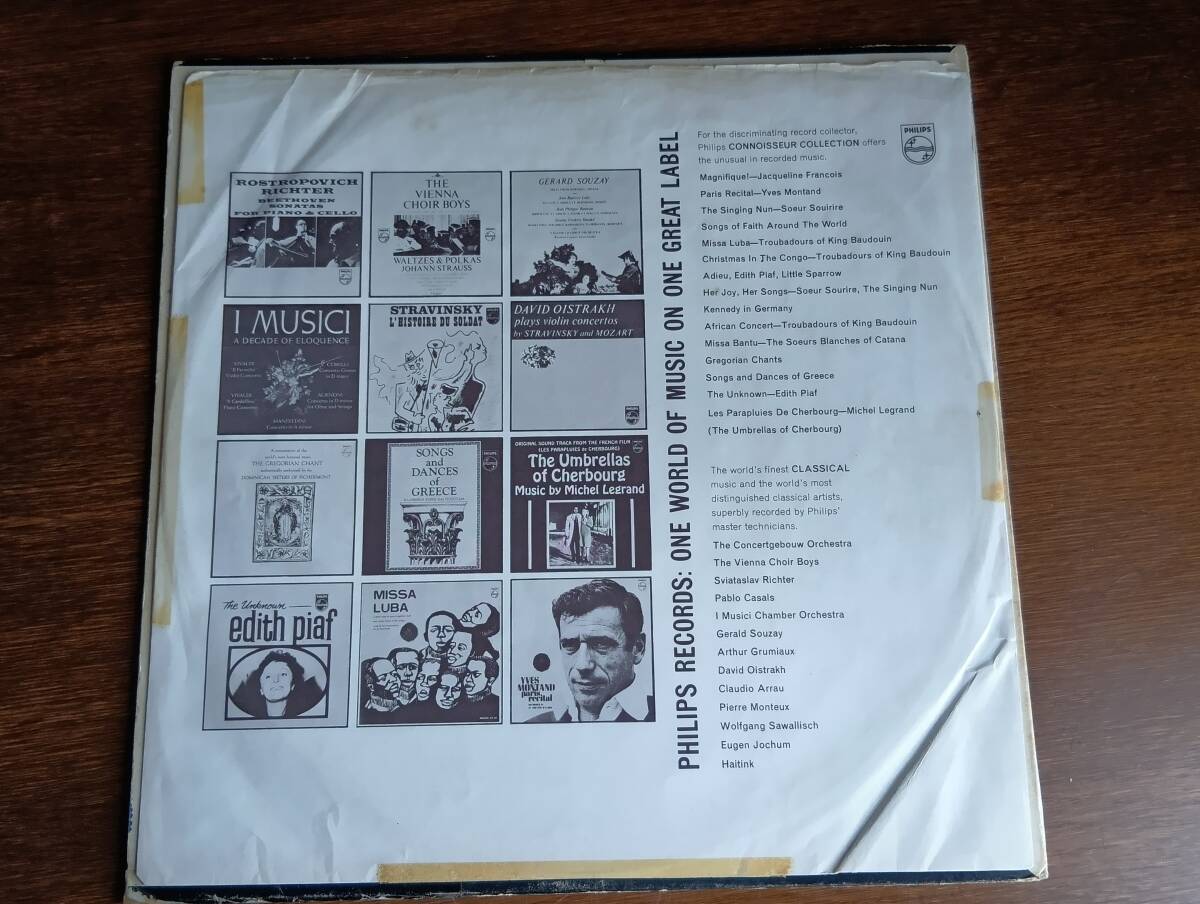 ROSTROPOVICH
RICHTER
BEETHOVEN
SONATAS
FOR PIANO & CELLO
THE
VIENNA
CHOIR BOYS
WALTZES & POLKAS
JOHANN STRAUSS
GERARD SOUZAY
I MUSICI
A DECADE OF ELOQUENCE
VIVALDI
CORELLI
VIVALDI
ALBINONI
MANFREDINI
STRAVINSKY
L'HISTOIRE DU SOLDAT
DAVID OISTRAKH
plays violin concertos
by STRAVINSKY and MOZART
THE GREGORIAN CHANT
DOMINICAN SISTERS OF FICHERMONT
SONGS
and
DANCES
of
GREECE
ORIGINAL SOUND TRACK FROM THE FRENCH FILM
(LES PARAPLUIES de CHERBOURG)
The Umbrellas
of Cherbourg
Music by Michel Legrand
The Unknown
edith piaf
MISSA
LUBA
YVES
MONTAND
paris
recital
PHILIPS RECORDS: ONE WORLD OF MUSIC ON ONE GREAT LABEL
PHILIPS
For the discriminating record collector,
Philips CONNOISSEUR COLLECTION offers
the unusual in recorded music.
Magnifique!—Jacqueline Francois
Paris Recital—Yves Montand
The Singing Nun—Soeur Souirire
Songs of Faith Around The World
Missa Luba—Troubadours of King Baudouin
Christmas In The Congo—Troubadours of King Baudouin
Adieu, Edith Piaf, Little Sparrow
Her Joy, Her Songs—Soeur Sourire, The Singing Nun
Kennedy in Germany
African Concert—Troubadours of King Baudouin
Missa Bantu—The Soeurs Blanches of Catana
Gregorian Chants
Songs and Dances of Greece
The Unknown—Edith Piaf
Les Parapluies De Cherbourg—Michel Legrand
(The Umbrellas of Cherbourg)
The world's finest CLASSICAL
music and the world's most
distinguished classical artists,
superbly recorded by Philips'
master technicians.
The Concertgebouw Orchestra
The Vienna Choir Boys
Sviataslav Richter
Pablo Casals
I Musici Chamber Orchestra
Gerald Souzay
Arthur Grumiaux
David Oistrakh
Claudio Arrau
Pierre Monteux
Wolfgang Sawallisch
Eugen Jochum
Haitink